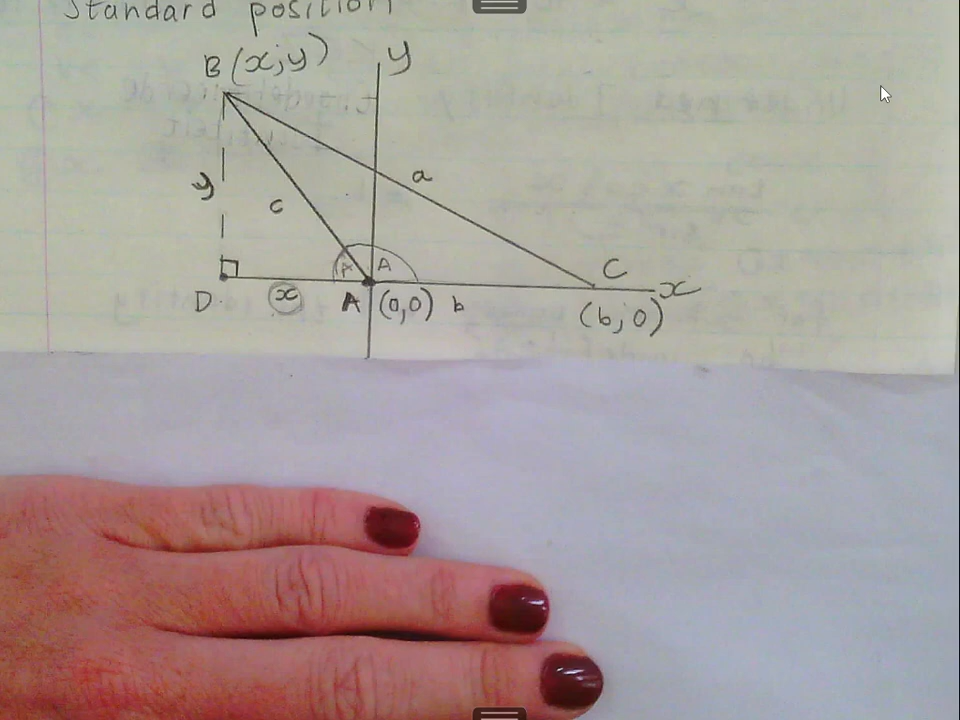 Standard position
B (x;y)
y
a
y
c
A
A
C
D
x
A
(0,0)
b
x
(b;0)